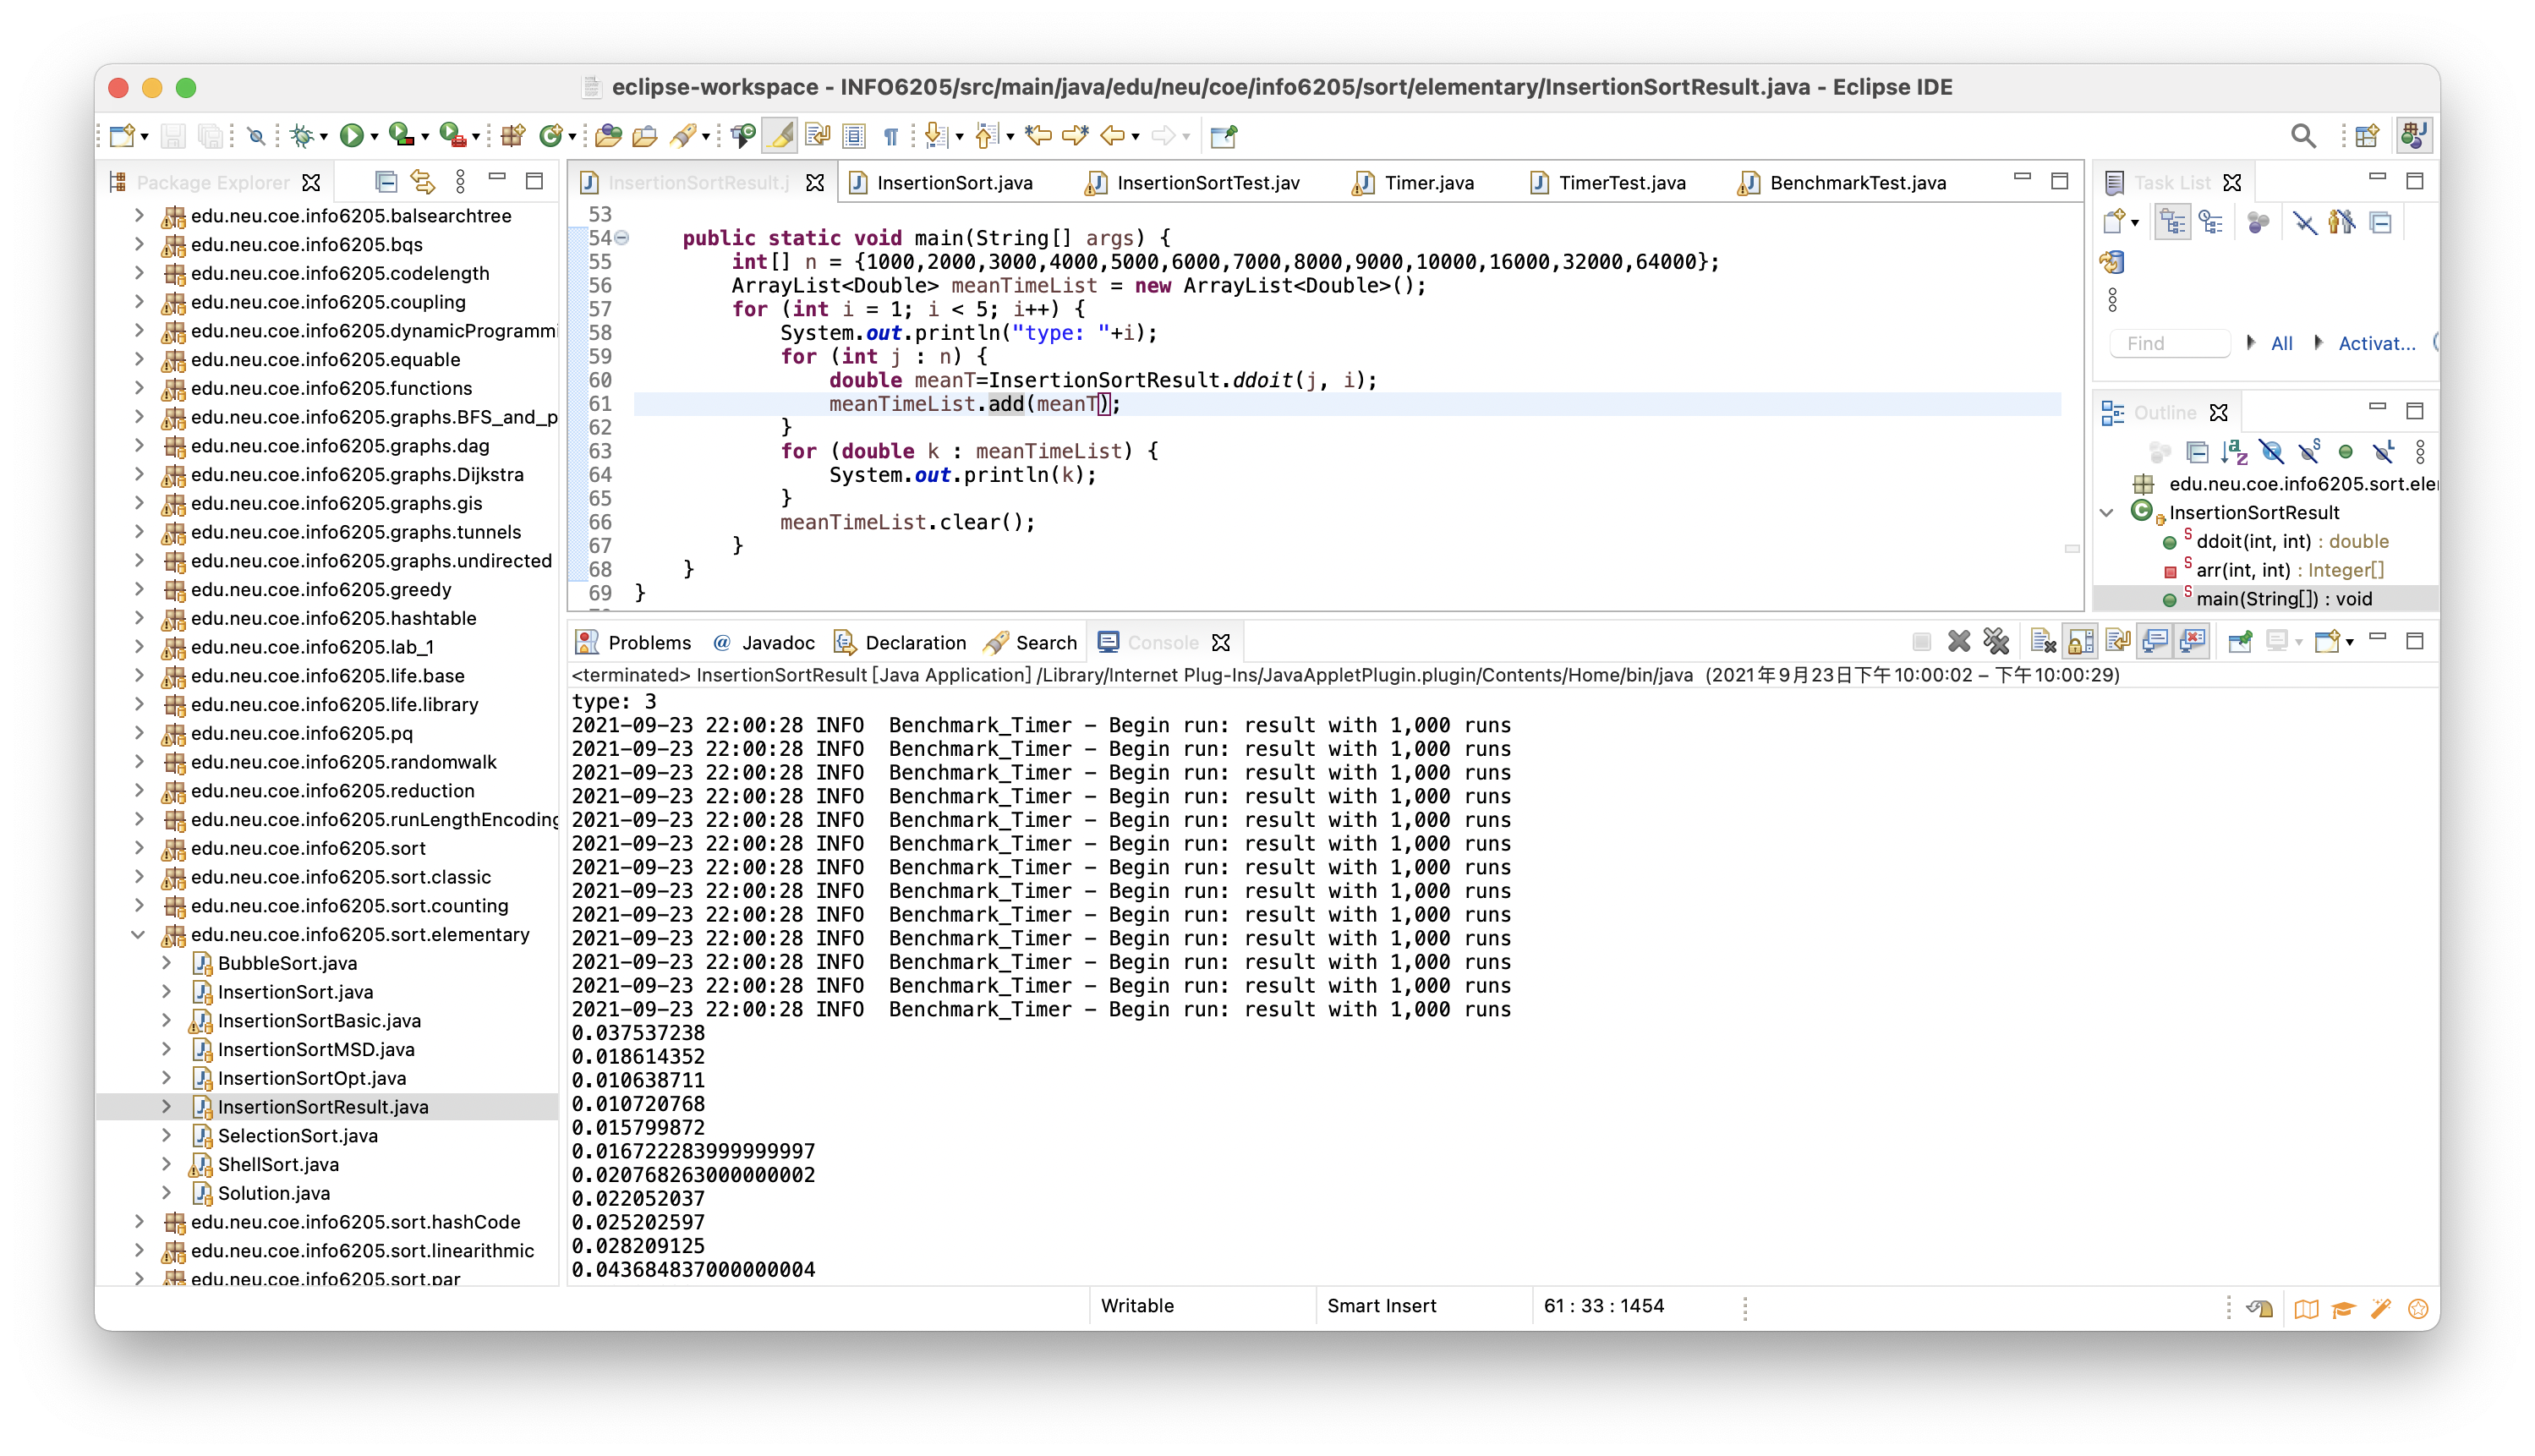 eclipse-workspace - INFO6205/src/main/java/edu/neu/coe/info6205/sort/elementary/InsertionSortResult.java - Eclipse IDE
Package Explorer
edu.neu.coe.info6205.balsearchtree
edu.neu.coe.info6205.bqs
edu.neu.coe.info6205.codelength
edu.neu.coe.info6205.coupling
edu.neu.coe.info6205.dynamicProgrammi
edu.neu.coe.info6205.equable
edu.neu.coe.info6205.functions
edu.neu.coe.info6205.graphs.BFS_and_p
edu.neu.coe.info6205.graphs.dag
edu.neu.coe.info6205.graphs.Dijkstra
edu.neu.coe.info6205.graphs.gis
edu.neu.coe.info6205.graphs.tunnels
edu.neu.coe.info6205.graphs.undirected
edu.neu.coe.info6205.greedy
edu.neu.coe.info6205.hashtable
edu.neu.coe.info6205.lab_1
edu.neu.coe.info6205.life.base
edu.neu.coe.info6205.life.library
edu.neu.coe.info6205.pq
edu.neu.coe.info6205.randomwalk
edu.neu.coe.info6205.reduction
edu.neu.coe.info6205.runLengthEncoding
edu.neu.coe.info6205.sort
edu.neu.coe.info6205.sort.classic
edu.neu.coe.info6205.sort.counting
edu.neu.coe.info6205.sort.elementary
BubbleSort.java
InsertionSort.java
InsertionSortBasic.java
InsertionSortMSD.java
InsertionSortOpt.java
InsertionSortResult.java
SelectionSort.java
ShellSort.java
Solution.java
edu.neu.coe.info6205.sort.hashCode
edu.neu.coe.info6205.sort.linearithmic
edu.neu.coe.info6205.sort.par
InsertionSortResult.j InsertionSort.java InsertionSortTest.jav Timer.java TimerTest.java BenchmarkTest.java
53
54 public static void main(String[] args) {
55 int[] n = {1000,2000,3000,4000,5000,6000,7000,8000,9000,10000,16000,32000,64000};
56 ArrayList<Double> meanTimeList = new ArrayList<Double>();
57 for (int i = 1; i < 5; i++) {
58 System.out.println("type: "+i);
59 for (int j : n) {
60 double meanT=InsertionSortResult.ddoit(j, i);
61 meanTimeList.add(meanT);
62 }
63 for (double k : meanTimeList) {
64 System.out.println(k);
65 }
66 meanTimeList.clear();
67 }
68 }
69 }
Problems @ Javadoc Declaration Search Console
<terminated> InsertionSortResult [Java Application] /Library/Internet Plug-Ins/JavaAppletPlugin.plugin/Contents/Home/bin/java (2021年9月23日下午10:00:02 – 下午10:00:29)
type: 3
2021-09-23 22:00:28 INFO  Benchmark_Timer - Begin run: result with 1,000 runs
2021-09-23 22:00:28 INFO  Benchmark_Timer - Begin run: result with 1,000 runs
2021-09-23 22:00:28 INFO  Benchmark_Timer - Begin run: result with 1,000 runs
2021-09-23 22:00:28 INFO  Benchmark_Timer - Begin run: result with 1,000 runs
2021-09-23 22:00:28 INFO  Benchmark_Timer - Begin run: result with 1,000 runs
2021-09-23 22:00:28 INFO  Benchmark_Timer - Begin run: result with 1,000 runs
2021-09-23 22:00:28 INFO  Benchmark_Timer - Begin run: result with 1,000 runs
2021-09-23 22:00:28 INFO  Benchmark_Timer - Begin run: result with 1,000 runs
2021-09-23 22:00:28 INFO  Benchmark_Timer - Begin run: result with 1,000 runs
2021-09-23 22:00:28 INFO  Benchmark_Timer - Begin run: result with 1,000 runs
2021-09-23 22:00:28 INFO  Benchmark_Timer - Begin run: result with 1,000 runs
2021-09-23 22:00:28 INFO  Benchmark_Timer - Begin run: result with 1,000 runs
2021-09-23 22:00:28 INFO  Benchmark_Timer - Begin run: result with 1,000 runs
0.037537238
0.018614352
0.010638711
0.010720768
0.015799872
0.016722283999999997
0.020768263000000002
0.022052037
0.025202597
0.028209125
0.043684837000000004
Task List
Find All Activat...
Outline
edu.neu.coe.info6205.sort.ele
InsertionSortResult
ddoit(int, int) : double
arr(int, int) : Integer[]
main(String[]) : void
Writable Smart Insert 61 : 33 : 1454